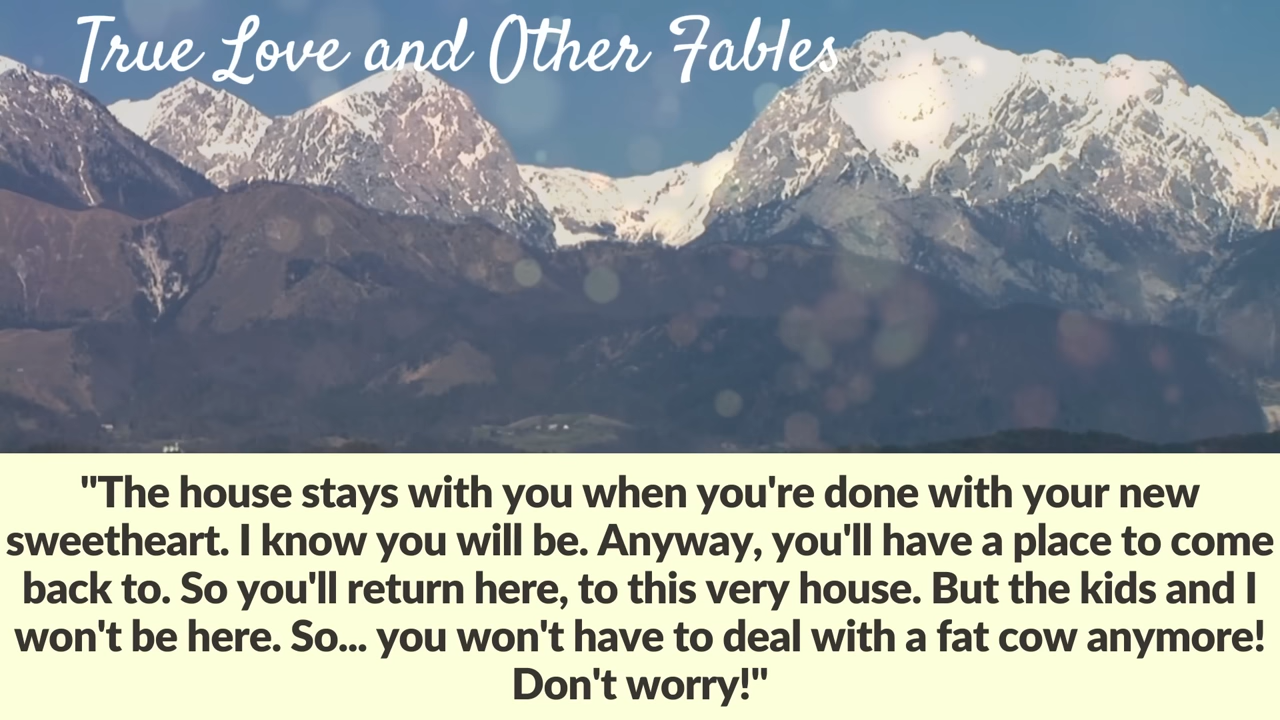 True Love and Other Fables
"The house stays with you when you're done with your new
sweetheart. I know you will be. Anyway, you'll have a place to come
back to. So you'll return here, to this very house. But the kids and I
won't be here. So... you won't have to deal with a fat cow anymore!
Don't worry!"